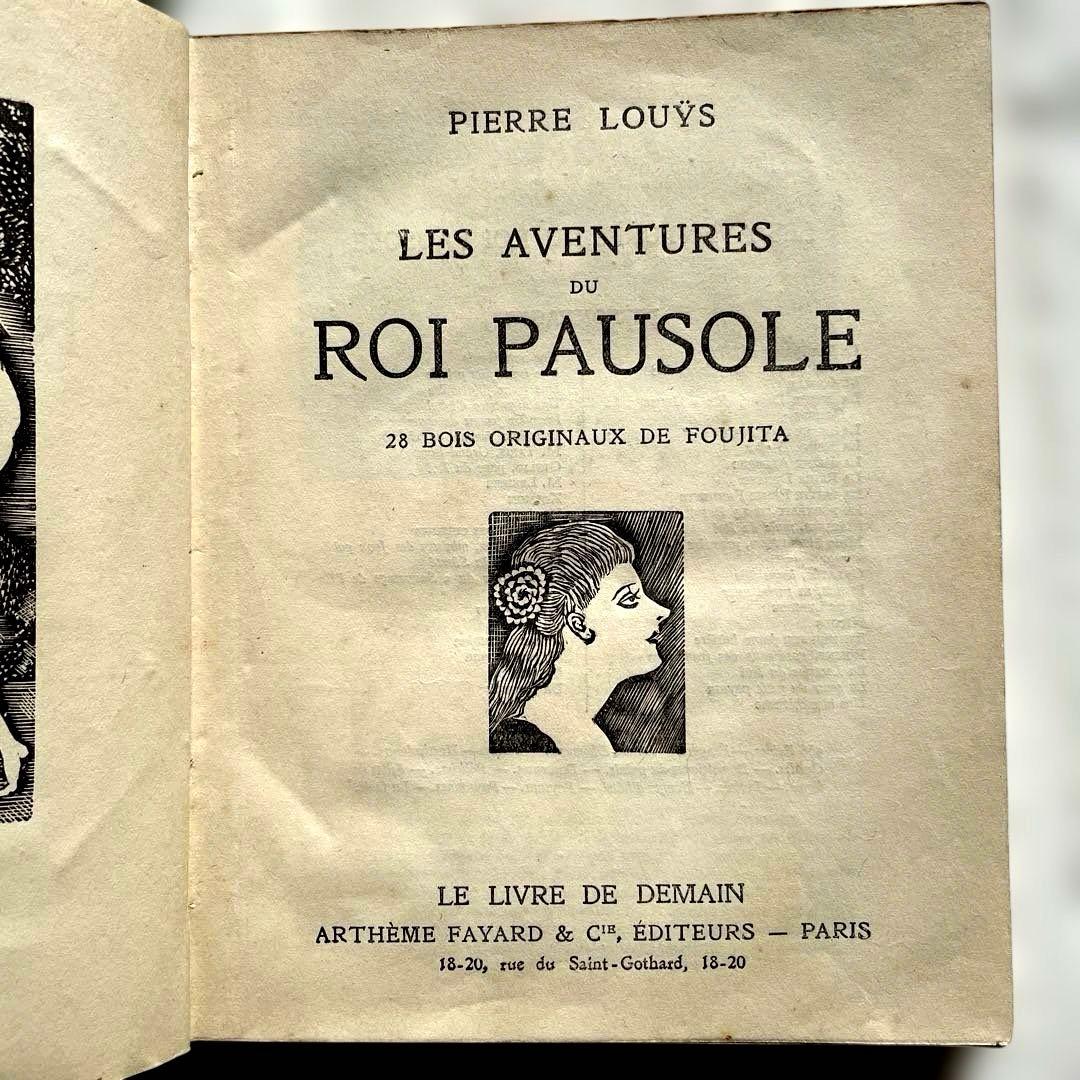 PIERRE LOUŸS
LES AVENTURES
DU
ROI PAUSOLE
28 BOIS ORIGINAUX DE FOUJITA
LE LIVRE DE DEMAIN
ARTHÈME FAYARD & Cᴵᴱ, ÉDITEURS — PARIS
18-20, rue du Saint-Gothard, 18-20